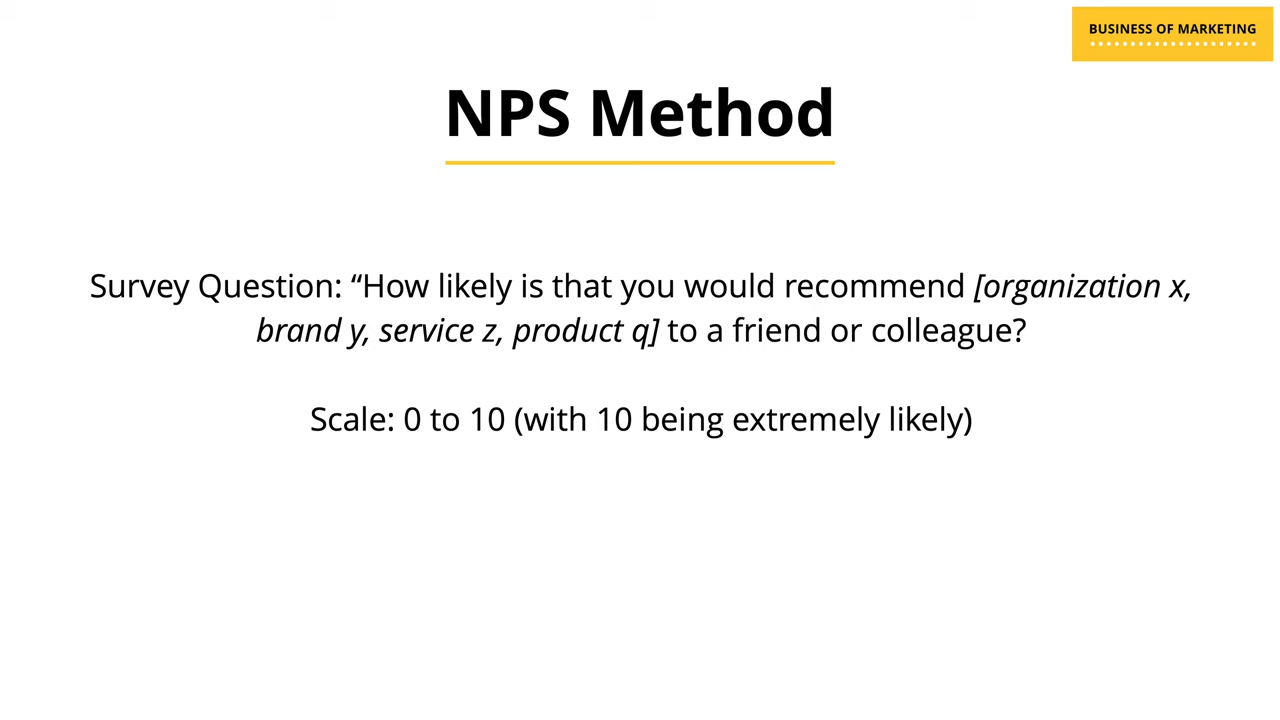 BUSINESS OF MARKETING
NPS Method
Survey Question: “How likely is that you would recommend [organization x,
brand y, service z, product q] to a friend or colleague?
Scale: 0 to 10 (with 10 being extremely likely)